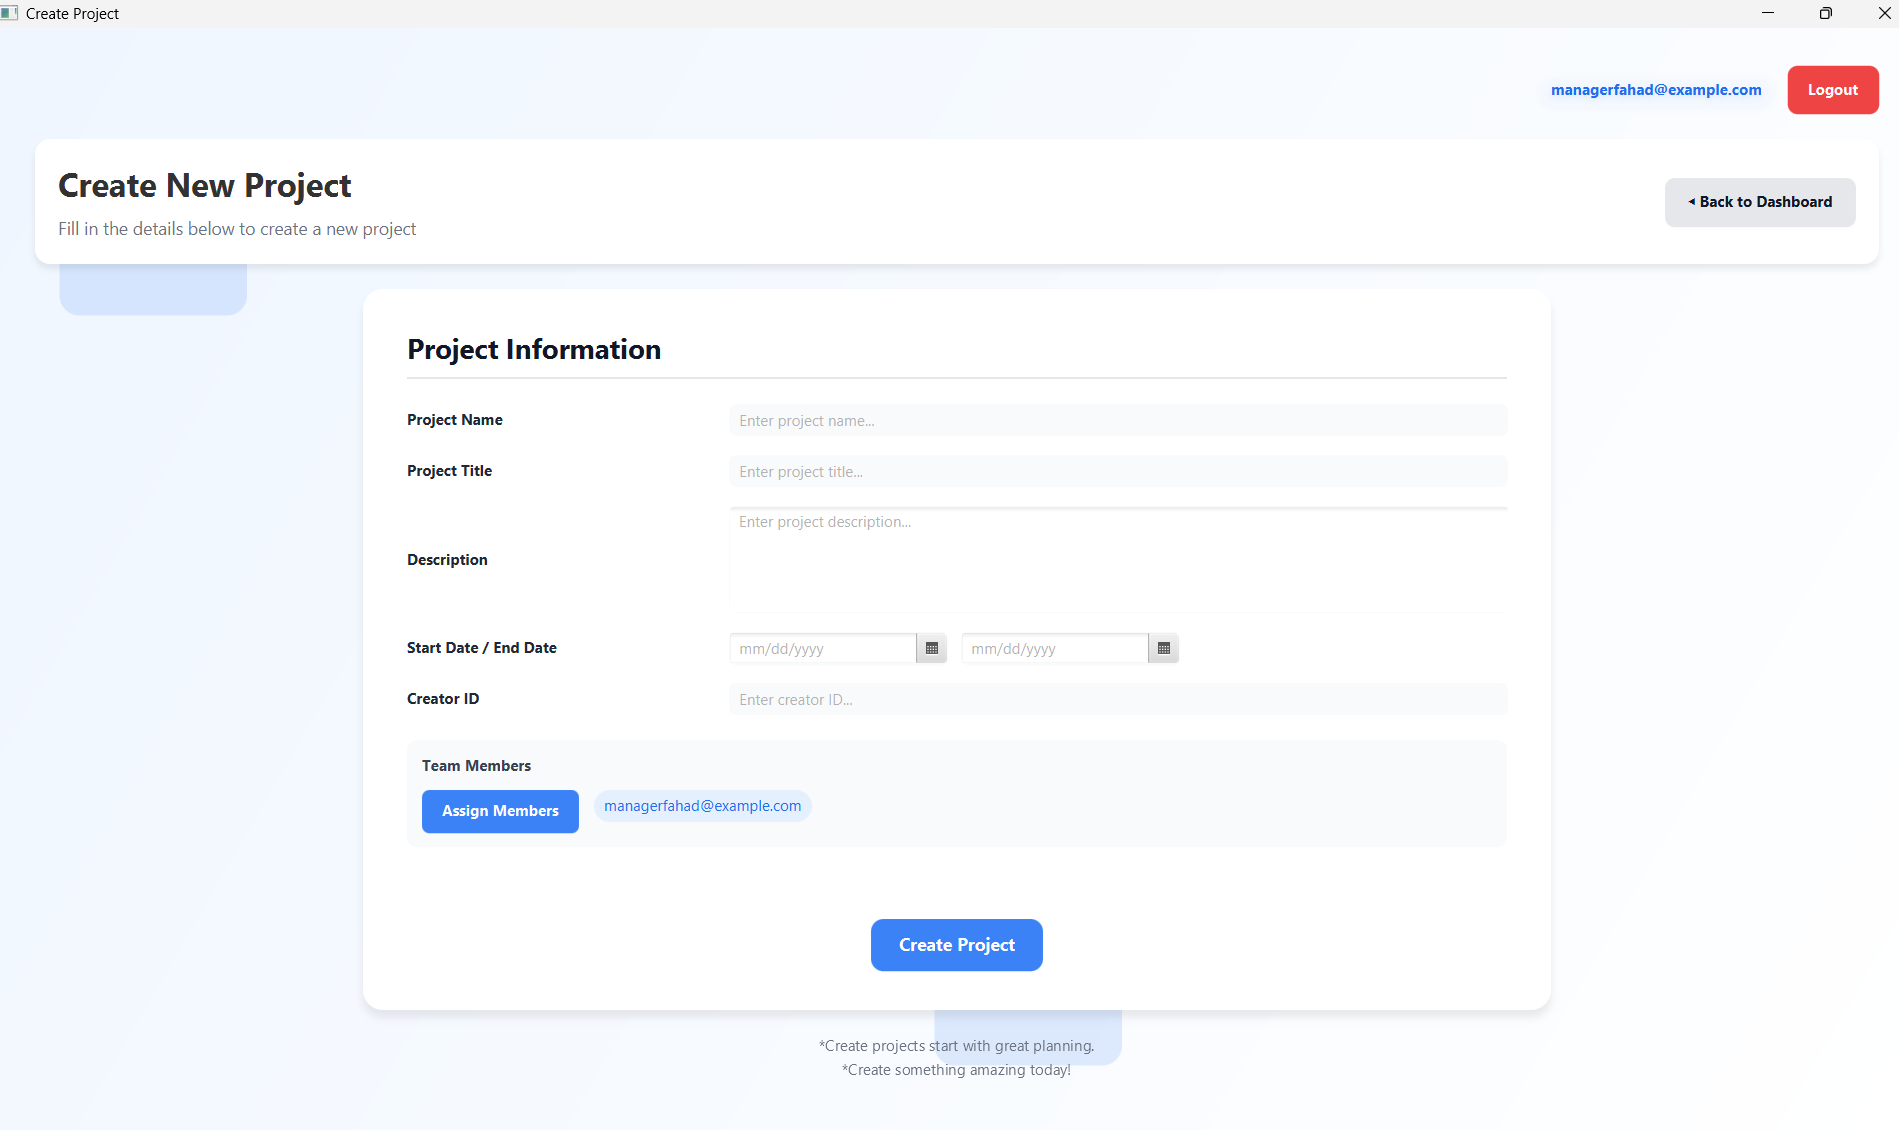 Create Project
managerfahad@example.com
Logout
Create New Project
Fill in the details below to create a new project
Back to Dashboard
Project Information
Project Name
Enter project name...
Project Title
Enter project title...
Description
Enter project description...
Start Date / End Date
mm/dd/yyyy
mm/dd/yyyy
Creator ID
Enter creator ID...
Team Members
Assign Members
managerfahad@example.com
Create Project
*Create projects start with great planning.
*Create something amazing today!